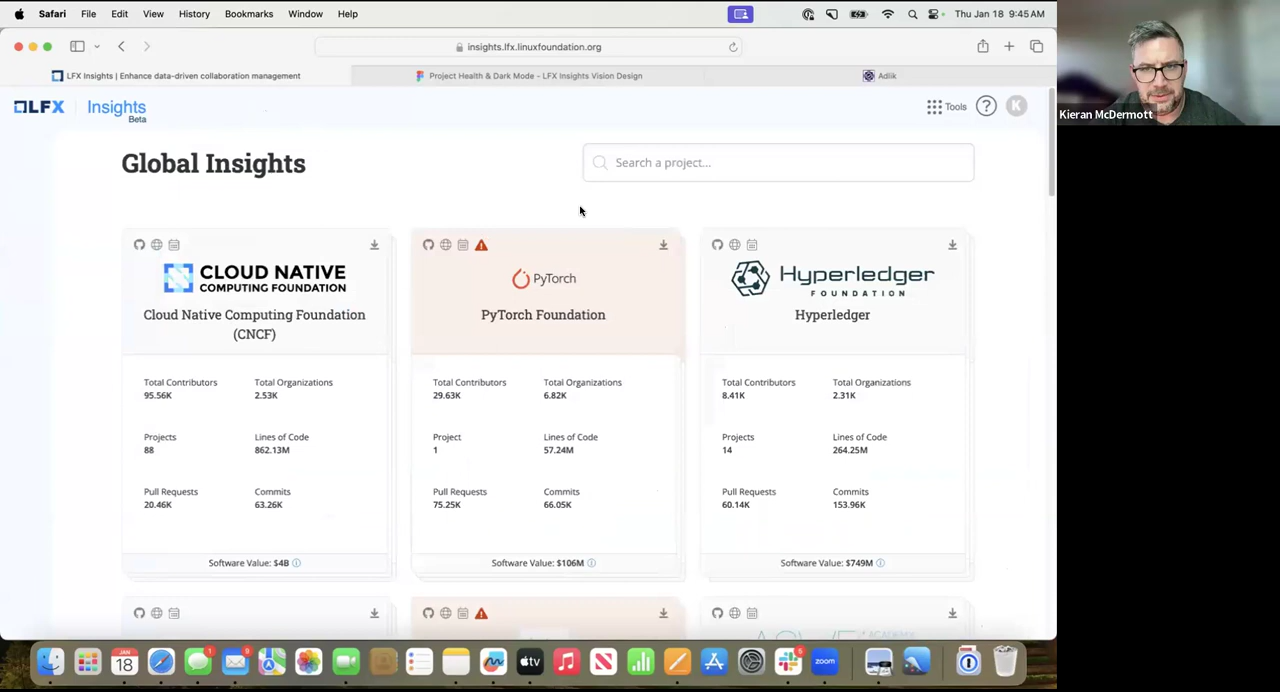 Safari File Edit View History Bookmarks Window Help Thu Jan 18 9:45 AM
insights.lfx.linuxfoundation.org
LFX Insights | Enhance data-driven collaboration management
Project Health & Dark Mode - LFX Insights Vision Design
Adlik
LFX Insights
Beta
Tools ? K
Kieran McDermott
Global Insights
Search a project...
CLOUD NATIVE
COMPUTING FOUNDATION
Cloud Native Computing Foundation
(CNCF)
Total Contributors Total Organizations
95.56K 2.53K
Projects Lines of Code
88 862.13M
Pull Requests Commits
20.46K 63.26K
Software Value: $4B
PyTorch
PyTorch Foundation
Total Contributors Total Organizations
29.63K 6.82K
Project Lines of Code
1 57.24M
Pull Requests Commits
75.25K 66.05K
Software Value: $106M
Hyperledger
FOUNDATION
Hyperledger
Total Contributors Total Organizations
8.41K 2.31K
Projects Lines of Code
14 264.25M
Pull Requests Commits
60.14K 153.96K
Software Value: $749M
JAN
18
1
9
tv
6
zoom